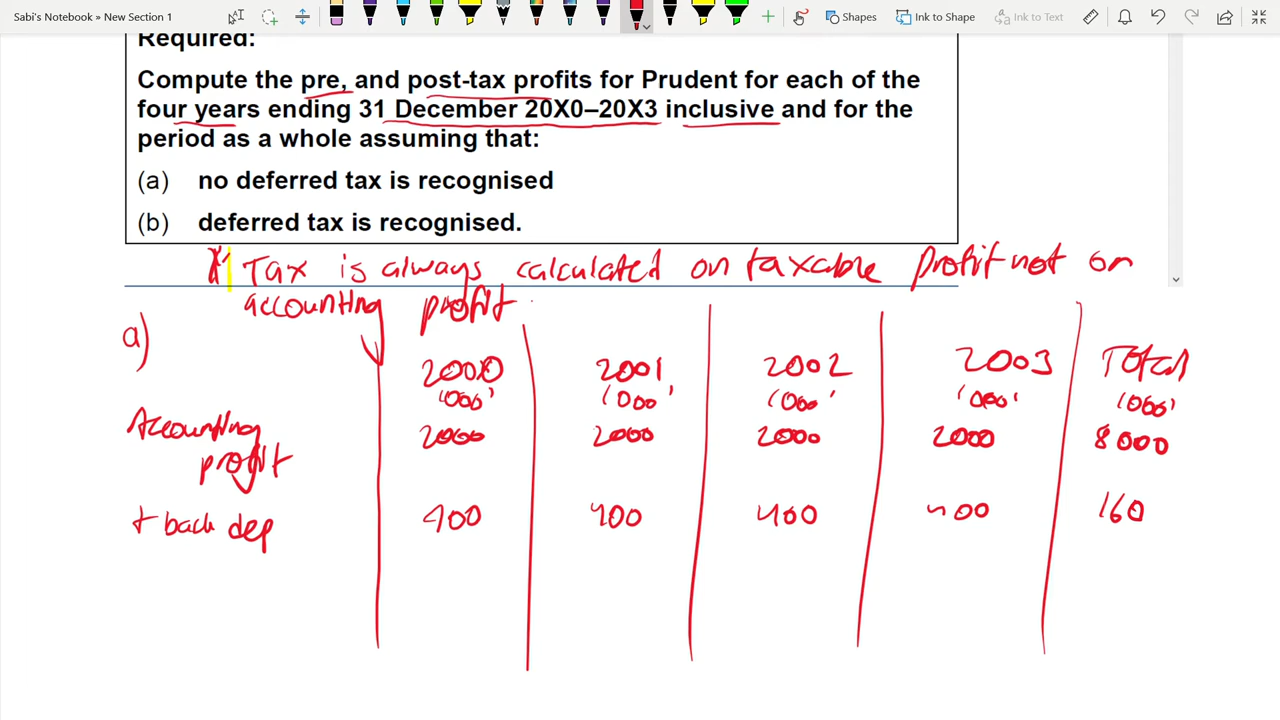 Sabi's Notebook » New Section 1
Shapes
Ink to Shape
Ink to Text
Required:
Compute the pre, and post-tax profits for Prudent for each of the
four years ending 31 December 20X0–20X3 inclusive and for the
period as a whole assuming that:
(a) no deferred tax is recognised
(b) deferred tax is recognised.
Tax is always calculated on taxable profit not on
accounting profit
a)
20X0 2001 2002 2003 Total
'000' '000' '000' '000' '000'
Accounting profit 2000 2000 2000 2000 8000
+ back dep 400 400 400 400 160